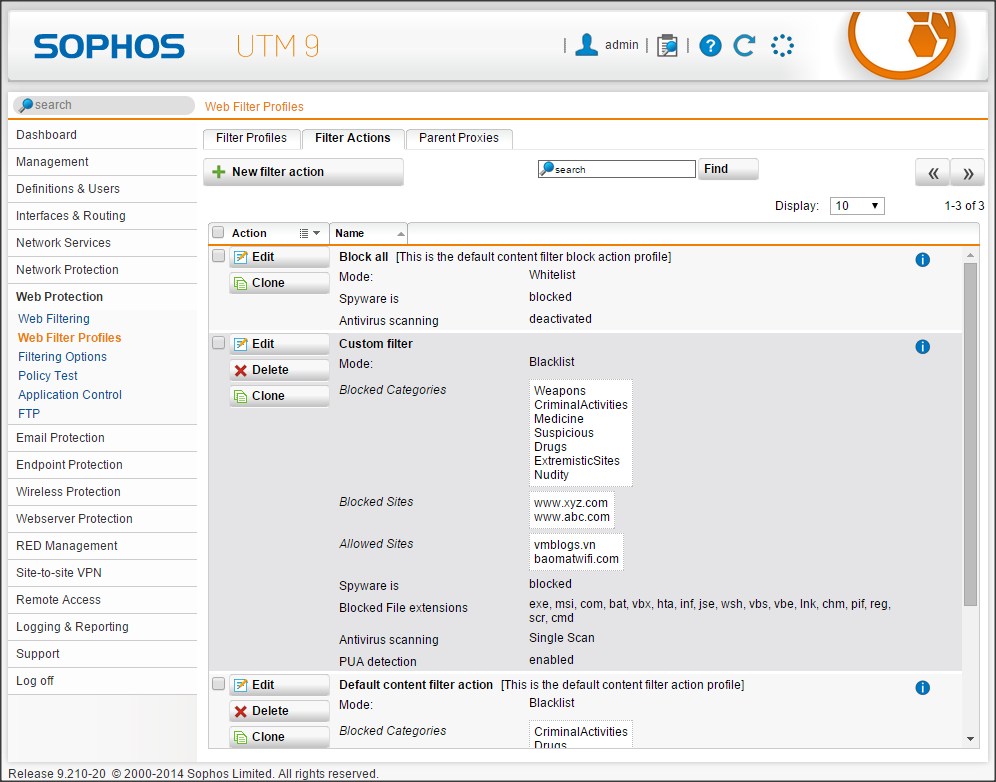 SOPHOS UTM 9 | admin | | ?
search Web Filter Profiles
Dashboard
Management
Definitions & Users
Interfaces & Routing
Network Services
Network Protection
Web Protection
Web Filtering
Web Filter Profiles
Filtering Options
Policy Test
Application Control
FTP
Email Protection
Endpoint Protection
Wireless Protection
Webserver Protection
RED Management
Site-to-site VPN
Remote Access
Logging & Reporting
Support
Log off
Filter Profiles Filter Actions Parent Proxies
New filter action search Find « »
Display: 10 1-3 of 3
Action Name
Edit Block all [This is the default content filter block action profile] i
Clone Mode: Whitelist
Spyware is blocked
Antivirus scanning deactivated
Edit Custom filter i
Delete Mode: Blacklist
Clone Blocked Categories Weapons
CriminalActivities
Medicine
Suspicious
Drugs
ExtremisticSites
Nudity
Blocked Sites www.xyz.com
www.abc.com
Allowed Sites vmblogs.vn
baomatwifi.com
Spyware is blocked
Blocked File extensions exe, msi, com, bat, vbx, hta, inf, jse, wsh, vbs, vbe, lnk, chm, pif, reg,
scr, cmd
Antivirus scanning Single Scan
PUA detection enabled
Edit Default content filter action [This is the default content filter action profile] i
Delete Mode: Blacklist
Clone Blocked Categories CriminalActivities
Drugs
Release 9.210-20 © 2000-2014 Sophos Limited. All rights reserved.